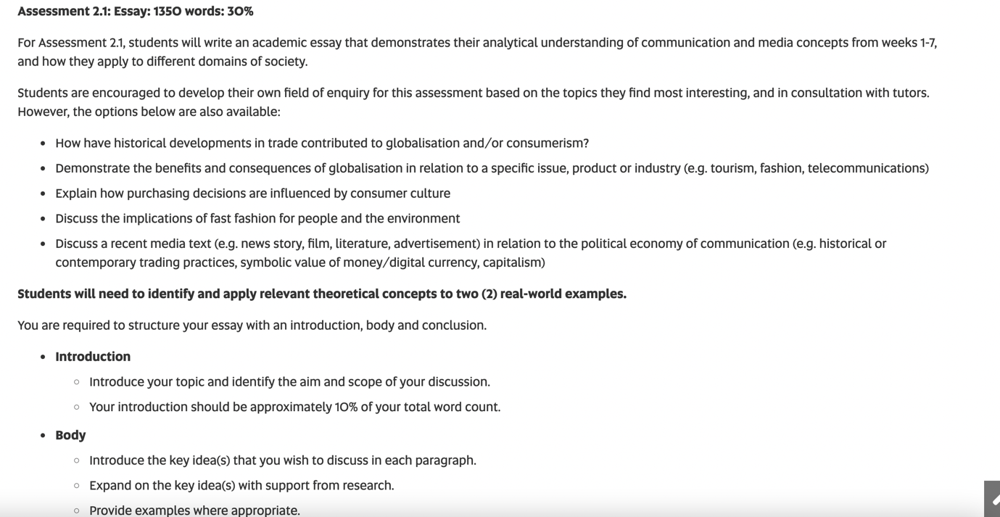 Assessment 2.1: Essay: 1350 words: 30%
For Assessment 2.1, students will write an academic essay that demonstrates their analytical understanding of communication and media concepts from weeks 1-7,
and how they apply to different domains of society.
Students are encouraged to develop their own field of enquiry for this assessment based on the topics they find most interesting, and in consultation with tutors.
However, the options below are also available:
• How have historical developments in trade contributed to globalisation and/or consumerism?
• Demonstrate the benefits and consequences of globalisation in relation to a specific issue, product or industry (e.g. tourism, fashion, telecommunications)
• Explain how purchasing decisions are influenced by consumer culture
• Discuss the implications of fast fashion for people and the environment
• Discuss a recent media text (e.g. news story, film, literature, advertisement) in relation to the political economy of communication (e.g. historical or
contemporary trading practices, symbolic value of money/digital currency, capitalism)
Students will need to identify and apply relevant theoretical concepts to two (2) real-world examples.
You are required to structure your essay with an introduction, body and conclusion.
• Introduction
◦ Introduce your topic and identify the aim and scope of your discussion.
◦ Your introduction should be approximately 10% of your total word count.
• Body
◦ Introduce the key idea(s) that you wish to discuss in each paragraph.
◦ Expand on the key idea(s) with support from research.
◦ Provide examples where appropriate.